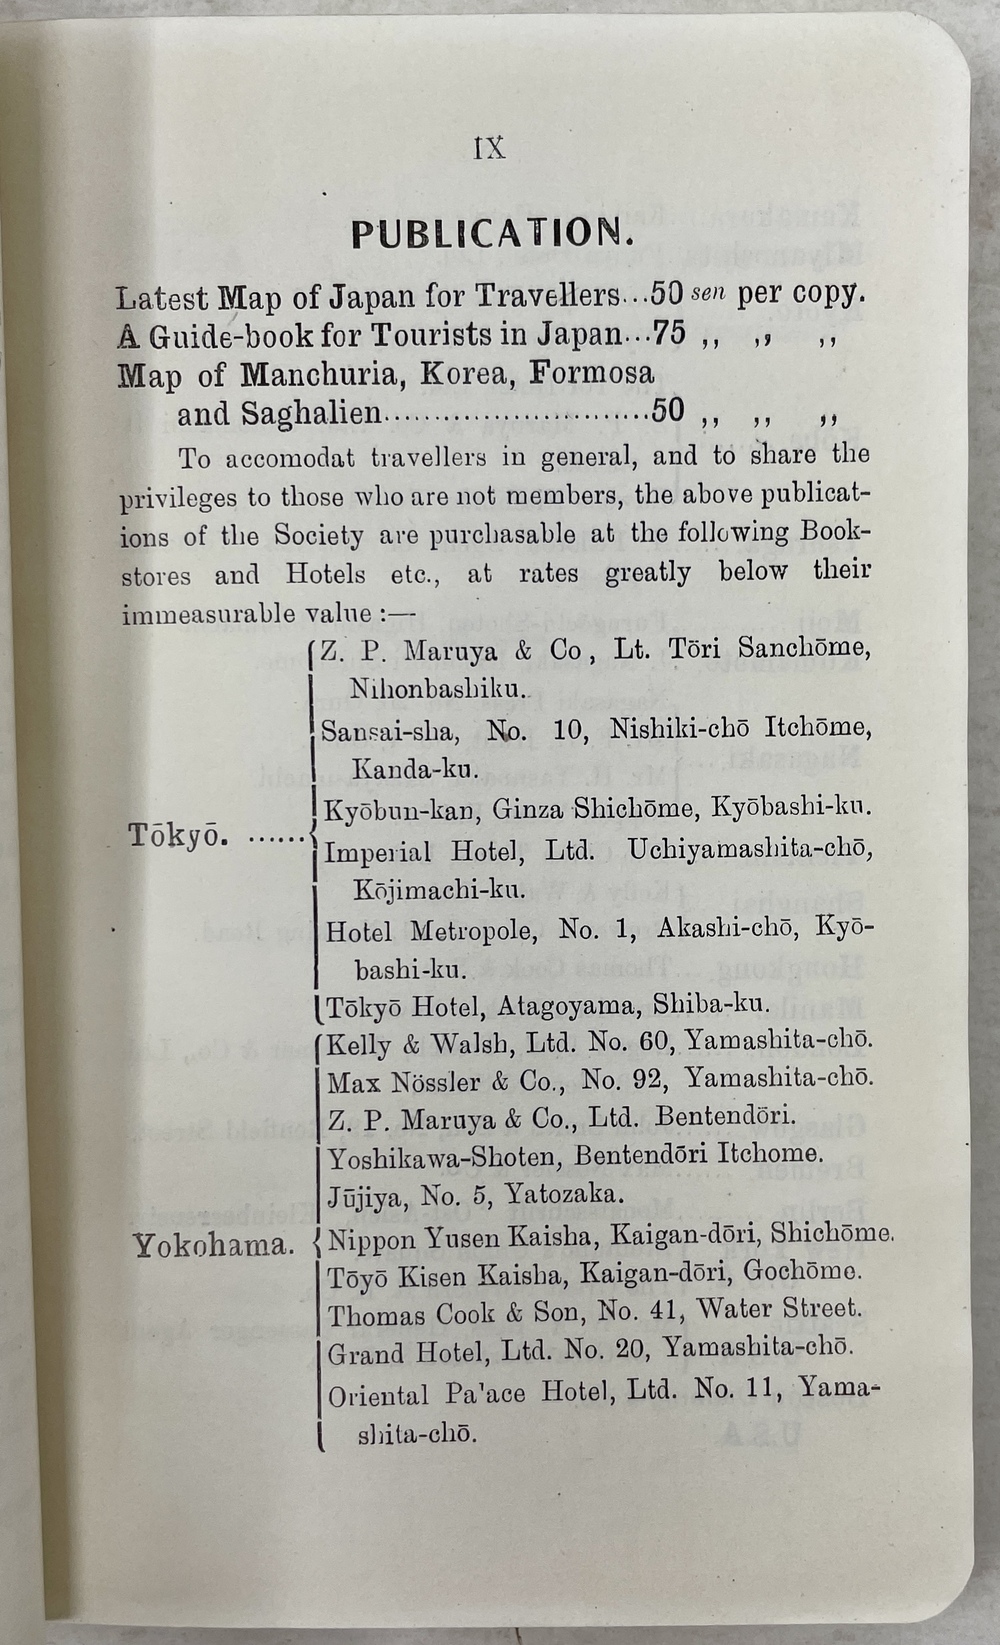 IX
PUBLICATION.
Latest Map of Japan for Travellers...50 sen per copy.
A Guide-book for Tourists in Japan...75 ,, ,, ,,
Map of Manchuria, Korea, Formosa
and Saghalien..........................50 ,, ,, ,,
To accomodat travellers in general, and to share the
privileges to those who are not members, the above publicat-
ions of the Society are purchasable at the following Book-
stores and Hotels etc., at rates greatly below their
immeasurable value :—
Z. P. Maruya & Co, Lt. Tōri Sanchōme,
Nihonbashiku.
Sansai-sha, No. 10, Nishiki-chō Itchōme,
Kanda-ku.
Kyōbun-kan, Ginza Shichōme, Kyōbashi-ku.
Tōkyō. ......
Imperial Hotel, Ltd. Uchiyamashita-chō,
Kōjimachi-ku.
Hotel Metropole, No. 1, Akashi-chō, Kyō-
bashi-ku.
Tōkyō Hotel, Atagoyama, Shiba-ku.
Kelly & Walsh, Ltd. No. 60, Yamashita-chō.
Max Nössler & Co., No. 92, Yamashita-chō.
Z. P. Maruya & Co., Ltd. Bentendōri.
Yoshikawa-Shoten, Bentendōri Itchome.
Jūjiya, No. 5, Yatozaka.
Yokohama. Nippon Yusen Kaisha, Kaigan-dōri, Shichōme.
Tōyō Kisen Kaisha, Kaigan-dōri, Gochōme.
Thomas Cook & Son, No. 41, Water Street.
Grand Hotel, Ltd. No. 20, Yamashita-chō.
Oriental Pa'ace Hotel, Ltd. No. 11, Yama-
shita-chō.